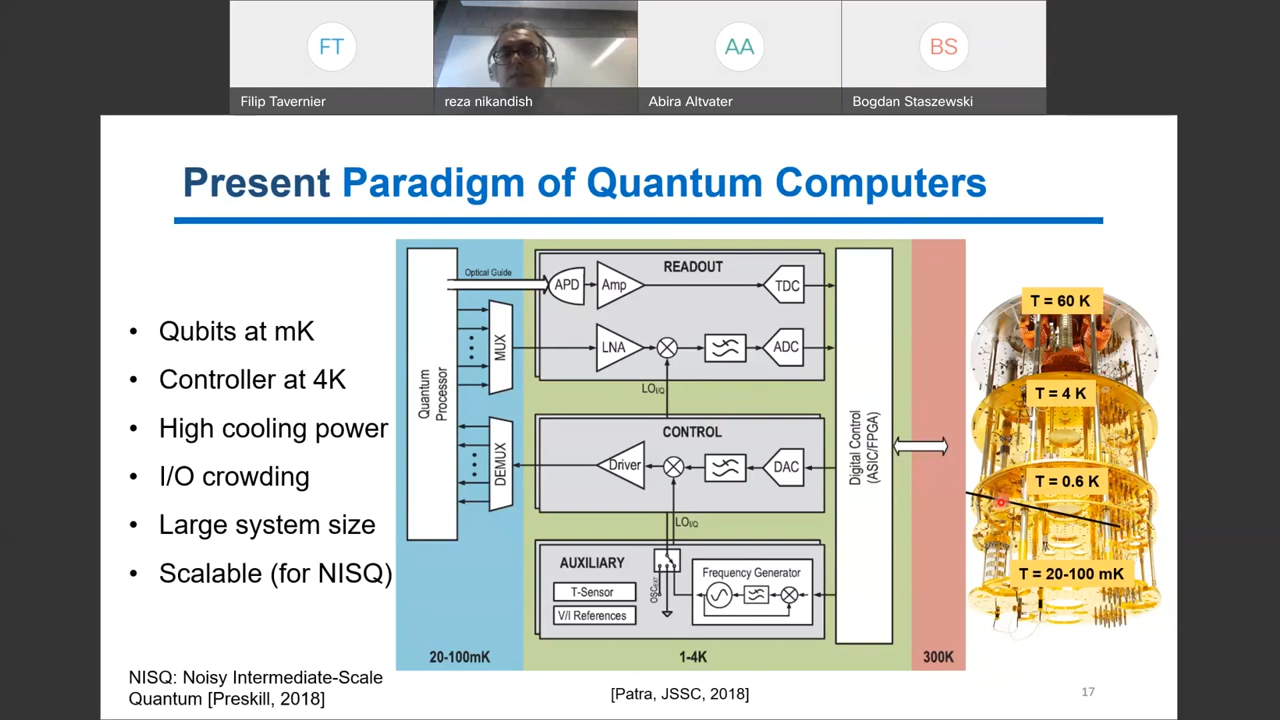 FT
AA
BS
Filip Tavernier
reza nikandish
Abira Altvater
Bogdan Staszewski
Present Paradigm of Quantum Computers
• Qubits at mK
• Controller at 4K
• High cooling power
• I/O crowding
• Large system size
• Scalable (for NISQ)
NISQ: Noisy Intermediate-Scale
Quantum [Preskill, 2018]
Quantum
Processor
Optical Guide
MUX
DEMUX
20-100mK
READOUT
APD
Amp
TDC
LNA
ADC
LOI/Q
CONTROL
Driver
DAC
LOI/Q
AUXILIARY
T-Sensor
V/I References
OSCEXT
Frequency Generator
1-4K
Digital Control
(ASIC/FPGA)
300K
T = 60 K
T = 4 K
T = 0.6 K
T = 20-100 mK
[Patra, JSSC, 2018]
17